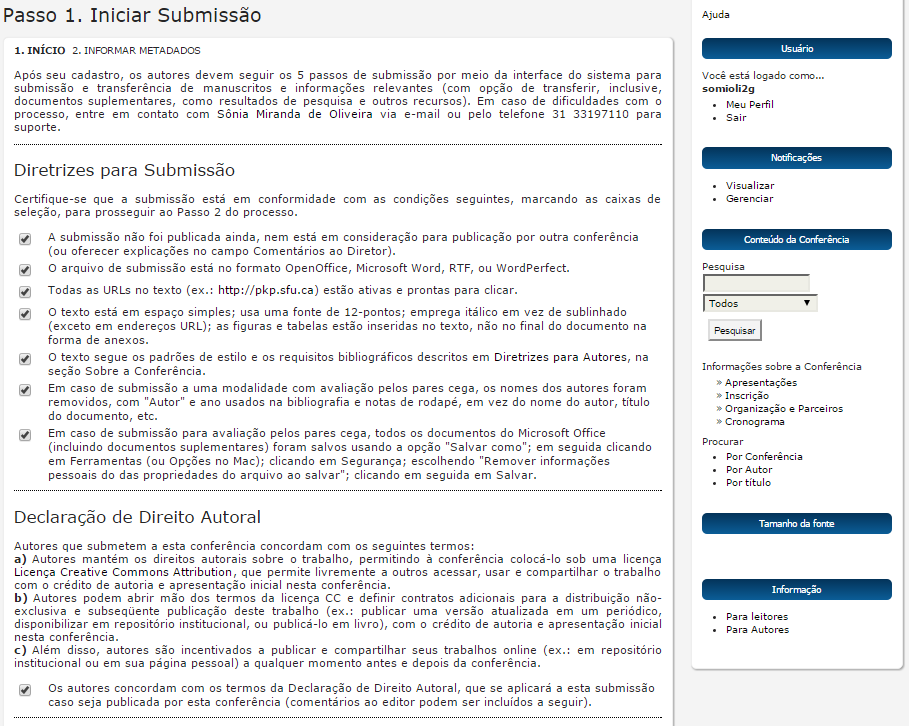 Passo 1. Iniciar Submissão
1. INÍCIO 2. INFORMAR METADADOS
Após seu cadastro, os autores devem seguir os 5 passos de submissão por meio da interface do sistema para
submissão e transferência de manuscritos e informações relevantes (com opção de transferir, inclusive,
documentos suplementares, como resultados de pesquisa e outros recursos). Em caso de dificuldades com o
processo, entre em contato com Sônia Miranda de Oliveira via e-mail ou pelo telefone 31 33197110 para
suporte.
Diretrizes para Submissão
Certifique-se que a submissão está em conformidade com as condições seguintes, marcando as caixas de
seleção, para prosseguir ao Passo 2 do processo.
A submissão não foi publicada ainda, nem está em consideração para publicação por outra conferência
(ou oferecer explicações no campo Comentários ao Diretor).
O arquivo de submissão está no formato OpenOffice, Microsoft Word, RTF, ou WordPerfect.
Todas as URLs no texto (ex.: http://pkp.sfu.ca) estão ativas e prontas para clicar.
O texto está em espaço simples; usa uma fonte de 12-pontos; emprega itálico em vez de sublinhado
(exceto em endereços URL); as figuras e tabelas estão inseridas no texto, não no final do documento na
forma de anexos.
O texto segue os padrões de estilo e os requisitos bibliográficos descritos em Diretrizes para Autores, na
seção Sobre a Conferência.
Em caso de submissão a uma modalidade com avaliação pelos pares cega, os nomes dos autores foram
removidos, com "Autor" e ano usados na bibliografia e notas de rodapé, em vez do nome do autor, título
do documento, etc.
Em caso de submissão para avaliação pelos pares cega, todos os documentos do Microsoft Office
(incluindo documentos suplementares) foram salvos usando a opção "Salvar como"; em seguida clicando
em Ferramentas (ou Opções no Mac); clicando em Segurança; escolhendo "Remover informações
pessoais do das propriedades do arquivo ao salvar"; clicando em seguida em Salvar.
Declaração de Direito Autoral
Autores que submetem a esta conferência concordam com os seguintes termos:
a) Autores mantém os direitos autorais sobre o trabalho, permitindo à conferência colocá-lo sob uma licença
Licença Creative Commons Attribution, que permite livremente a outros acessar, usar e compartilhar o trabalho
com o crédito de autoria e apresentação inicial nesta conferência.
b) Autores podem abrir mão dos termos da licença CC e definir contratos adicionais para a distribuição não-
exclusiva e subseqüente publicação deste trabalho (ex.: publicar uma versão atualizada em um periódico,
disponibilizar em repositório institucional, ou publicá-lo em livro), com o crédito de autoria e apresentação inicial
nesta conferência.
c) Além disso, autores são incentivados a publicar e compartilhar seus trabalhos online (ex.: em repositório
institucional ou em sua página pessoal) a qualquer momento antes e depois da conferência.
Os autores concordam com os termos da Declaração de Direito Autoral, que se aplicará a esta submissão
caso seja publicada por esta conferência (comentários ao editor podem ser incluídos a seguir).
Ajuda
Usuário
Você está logado como...
somioli2g
Meu Perfil
Sair
Notificações
Visualizar
Gerenciar
Conteúdo da Conferência
Pesquisa
Todos
Pesquisar
Informações sobre a Conferência
» Apresentações
» Inscrição
» Organização e Parceiros
» Cronograma
Procurar
Por Conferência
Por Autor
Por título
Tamanho da fonte
Informação
Para leitores
Para Autores